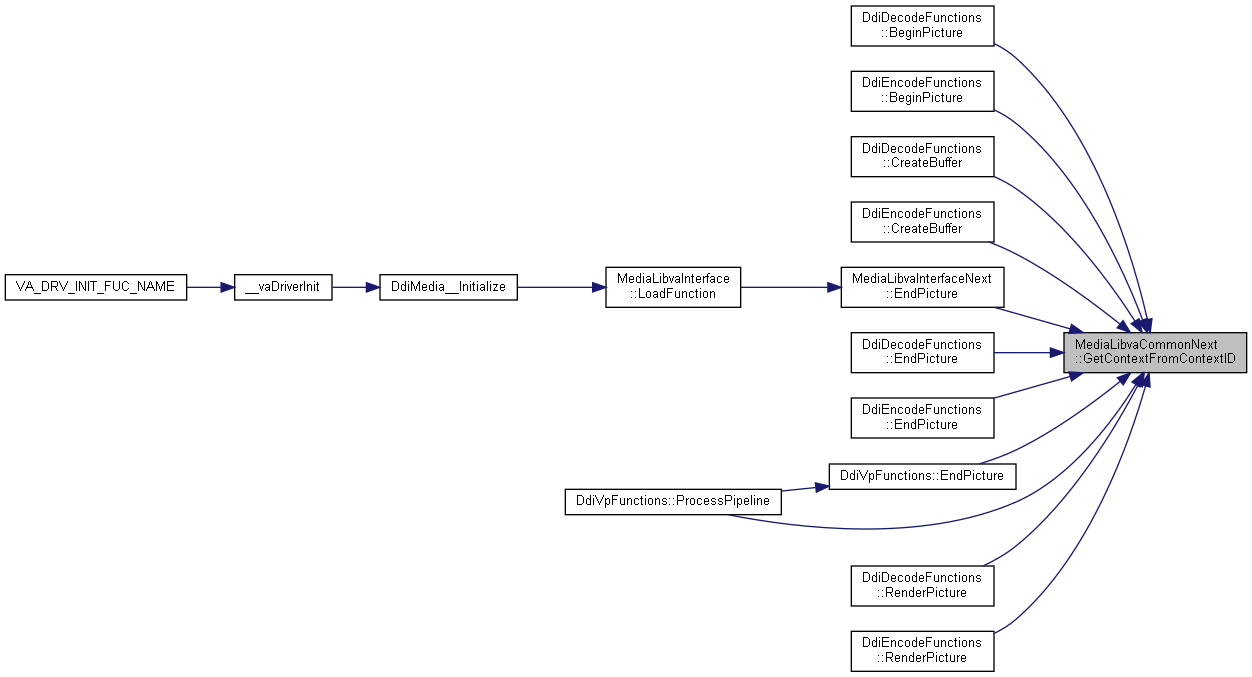 DdiDecodeFunctions
::BeginPicture
DdiEncodeFunctions
::BeginPicture
DdiDecodeFunctions
::CreateBuffer
DdiEncodeFunctions
::CreateBuffer
VA_DRV_INIT_FUC_NAME
__vaDriverInit
DdiMedia__Initialize
MediaLibvaInterface
::LoadFunction
MediaLibvaInterfaceNext
::EndPicture
DdiDecodeFunctions
::EndPicture
MediaLibvaCommonNext
::GetContextFromContextID
DdiEncodeFunctions
::EndPicture
DdiVpFunctions::EndPicture
DdiVpFunctions::ProcessPipeline
DdiDecodeFunctions
::RenderPicture
DdiEncodeFunctions
::RenderPicture